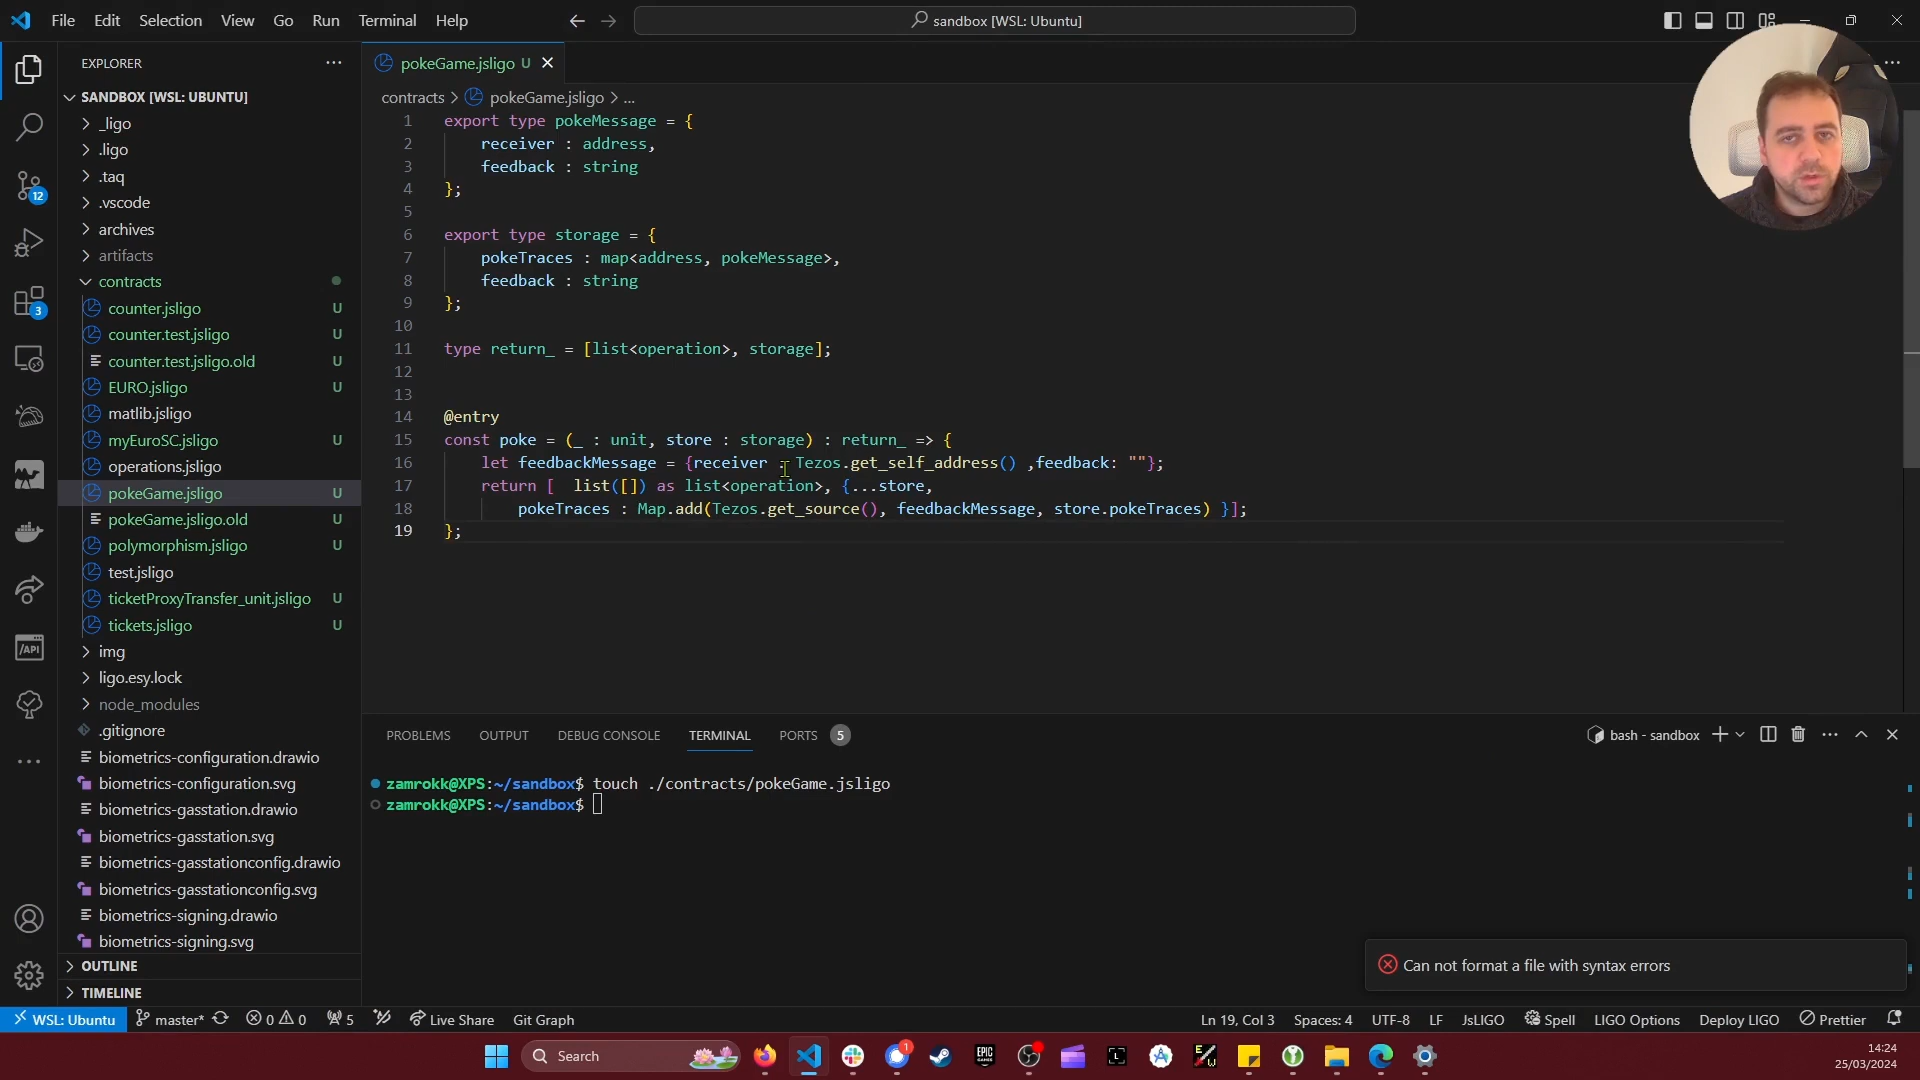 File Edit Selection View Go Run Terminal Help
sandbox [WSL: Ubuntu]
EXPLORER
SANDBOX [WSL: UBUNTU]
_ligo
.ligo
.taq
.vscode
archives
artifacts
contracts
counter.jsligo U
counter.test.jsligo U
counter.test.jsligo.old U
EURO.jsligo U
matlib.jsligo
myEuroSC.jsligo U
operations.jsligo
pokeGame.jsligo U
pokeGame.jsligo.old U
polymorphism.jsligo U
test.jsligo
ticketProxyTransfer_unit.jsligo U
tickets.jsligo U
img
ligo.esy.lock
node_modules
.gitignore
biometrics-configuration.drawio
biometrics-configuration.svg
biometrics-gasstation.drawio
biometrics-gasstation.svg
biometrics-gasstationconfig.drawio
biometrics-gasstationconfig.svg
biometrics-signing.drawio
biometrics-signing.svg
OUTLINE
TIMELINE
12
3
/API
pokeGame.jsligo U
contracts > pokeGame.jsligo > ...
1 export type pokeMessage = {
2 receiver : address,
3 feedback : string
4 };
5
6 export type storage = {
7 pokeTraces : map<address, pokeMessage>,
8 feedback : string
9 };
10
11 type return_ = [list<operation>, storage];
12
13
14 @entry
15 const poke = (_ : unit, store : storage) : return_ => {
16 let feedbackMessage = {receiver : Tezos.get_self_address() ,feedback: ""};
17 return [  list([]) as list<operation>, {...store,
18 pokeTraces : Map.add(Tezos.get_source(), feedbackMessage, store.pokeTraces) }];
19 };
PROBLEMS OUTPUT DEBUG CONSOLE TERMINAL PORTS 5
bash - sandbox
zamrokk@XPS:~/sandbox$ touch ./contracts/pokeGame.jsligo
zamrokk@XPS:~/sandbox$
Can not format a file with syntax errors
WSL: Ubuntu master* 0 0 5 Live Share Git Graph
Ln 19, Col 3 Spaces: 4 UTF-8 LF JsLIGO Spell LIGO Options Deploy LIGO Prettier
Search
EPIC GAMES
1
L
14:24
25/03/2024